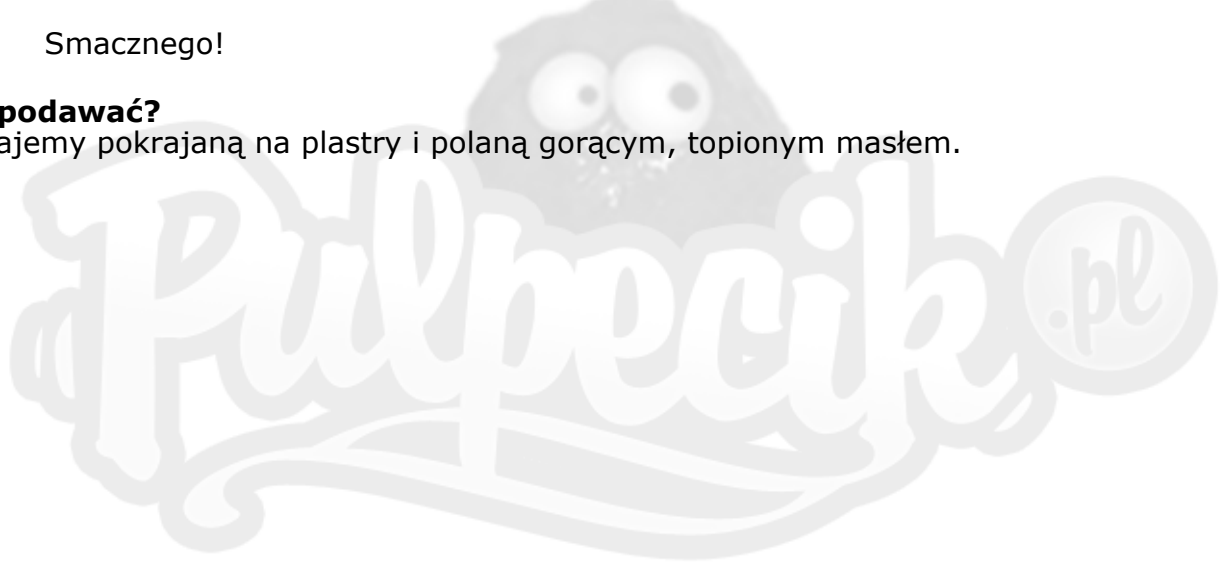 Smacznego!
podawać?
ajemy pokrajaną na plastry i polaną gorącym, topionym masłem.
Pulpecik.pl